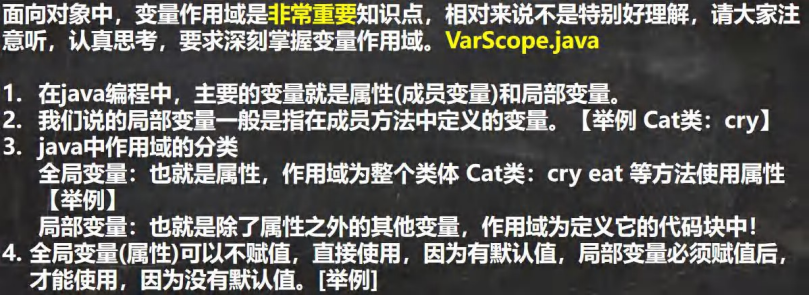 面向对象中，变量作用域是非常重要知识点，相对来说不是特别好理解，请大家注
意听，认真思考，要求深刻掌握变量作用域。VarScope.java
1. 在java编程中，主要的变量就是属性(成员变量)和局部变量。
2. 我们说的局部变量一般是指在成员方法中定义的变量。【举例 Cat类：cry】
3. java中作用域的分类
全局变量：也就是属性，作用域为整个类体 Cat类：cry eat 等方法使用属性
【举例】
局部变量：也就是除了属性之外的其他变量，作用域为定义它的代码块中！
4. 全局变量(属性)可以不赋值，直接使用，因为有默认值，局部变量必须赋值后，
才能使用，因为没有默认值。[举例]